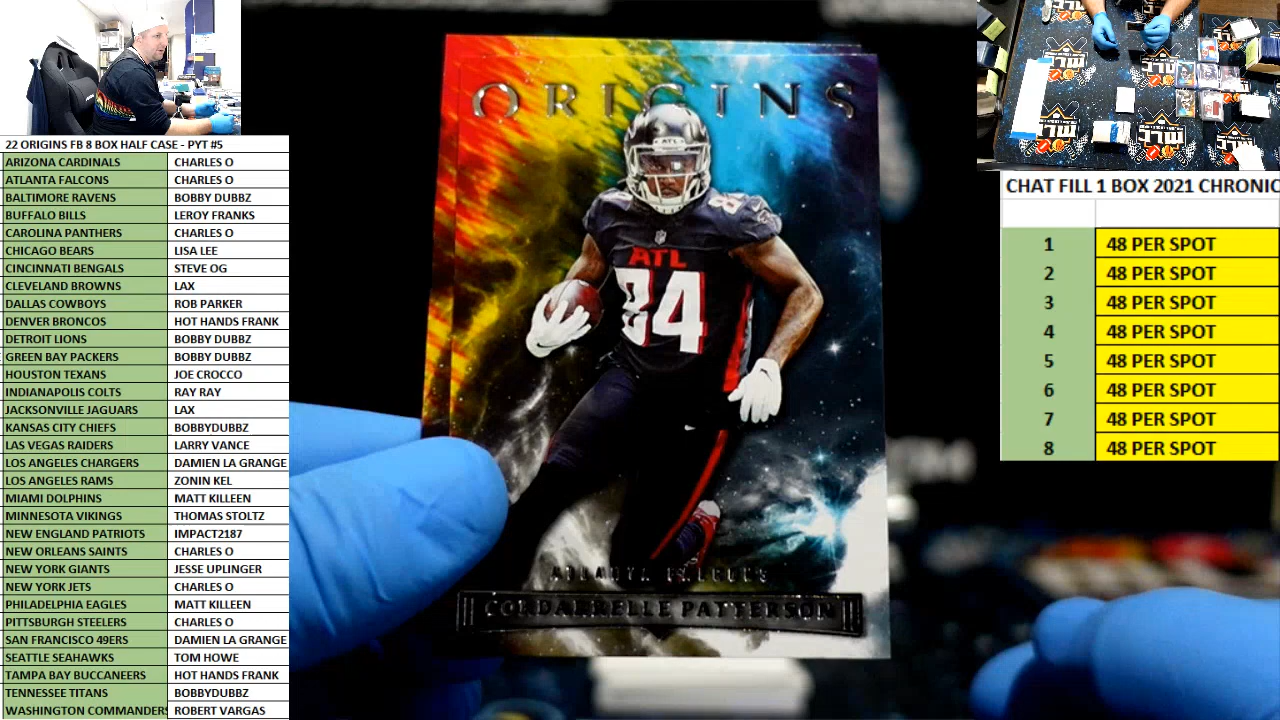 22 ORIGINS FB 8 BOX HALF CASE - PYT #5
ARIZONA CARDINALS CHARLES O
ATLANTA FALCONS CHARLES O
BALTIMORE RAVENS BOBBY DUBBZ
BUFFALO BILLS LEROY FRANKS
CAROLINA PANTHERS CHARLES O
CHICAGO BEARS LISA LEE
CINCINNATI BENGALS STEVE OG
CLEVELAND BROWNS LAX
DALLAS COWBOYS ROB PARKER
DENVER BRONCOS HOT HANDS FRANK
DETROIT LIONS BOBBY DUBBZ
GREEN BAY PACKERS BOBBY DUBBZ
HOUSTON TEXANS JOE CROCCO
INDIANAPOLIS COLTS RAY RAY
JACKSONVILLE JAGUARS LAX
KANSAS CITY CHIEFS BOBBYDUBBZ
LAS VEGAS RAIDERS LARRY VANCE
LOS ANGELES CHARGERS DAMIEN LA GRANGE
LOS ANGELES RAMS ZONIN KEL
MIAMI DOLPHINS MATT KILLEEN
MINNESOTA VIKINGS THOMAS STOLTZ
NEW ENGLAND PATRIOTS IMPACT2187
NEW ORLEANS SAINTS CHARLES O
NEW YORK GIANTS JESSE UPLINGER
NEW YORK JETS CHARLES O
PHILADELPHIA EAGLES MATT KILLEEN
PITTSBURGH STEELERS CHARLES O
SAN FRANCISCO 49ERS DAMIEN LA GRANGE
SEATTLE SEAHAWKS TOM HOWE
TAMPA BAY BUCCANEERS HOT HANDS FRANK
TENNESSEE TITANS BOBBYDUBBZ
WASHINGTON COMMANDERS ROBERT VARGAS
ORIGINS
84
ATL
84
ATLANTA FALCONS
CORDARRELLE PATTERSON
CHAT FILL 1 BOX 2021 CHRONIC
1 48 PER SPOT
2 48 PER SPOT
3 48 PER SPOT
4 48 PER SPOT
5 48 PER SPOT
6 48 PER SPOT
7 48 PER SPOT
8 48 PER SPOT